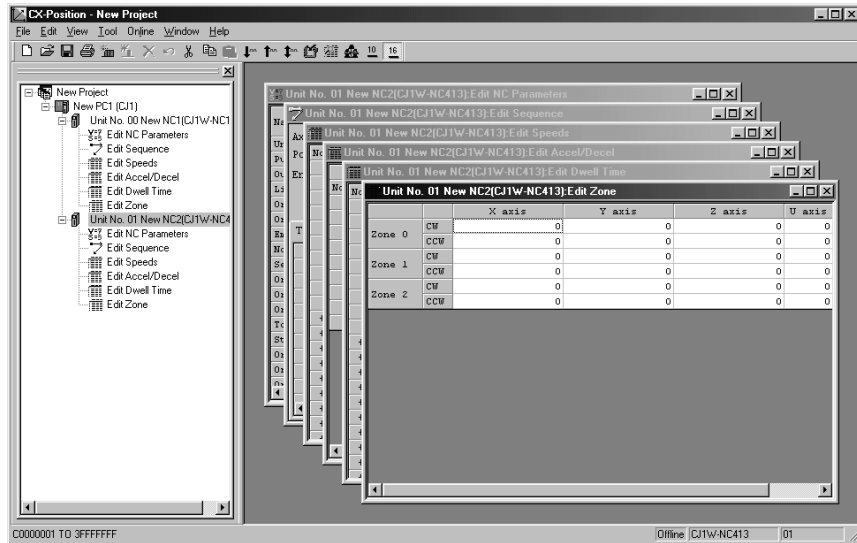 CX-Position - New Project
File Edit View Tool Online Window Help
10 16
New Project
New PC1 (CJ1)
Unit No. 00 New NC1(CJ1W-NC1
Edit NC Parameters
Edit Sequence
Edit Speeds
Edit Accel/Decel
Edit Dwell Time
Edit Zone
Unit No. 01 New NC2(CJ1W-NC4
Edit NC Parameters
Edit Sequence
Edit Speeds
Edit Accel/Decel
Edit Dwell Time
Edit Zone
Unit No. 01 New NC2(CJ1W-NC413):Edit NC Parameters
Unit No. 01 New NC2(CJ1W-NC413):Edit Sequence
Unit No. 01 New NC2(CJ1W-NC413):Edit Speeds
Unit No. 01 New NC2(CJ1W-NC413):Edit Accel/Decel
Unit No. 01 New NC2(CJ1W-NC413):Edit Dwell Time
Unit No. 01 New NC2(CJ1W-NC413):Edit Zone
X axis Y axis Z axis U axis
Zone 0 CW 0 0 0 0
CCW 0 0 0 0
Zone 1 CW 0 0 0 0
CCW 0 0 0 0
Zone 2 CW 0 0 0 0
CCW 0 0 0 0
C0000001 TO 3FFFFFFF
Offline CJ1W-NC413 01